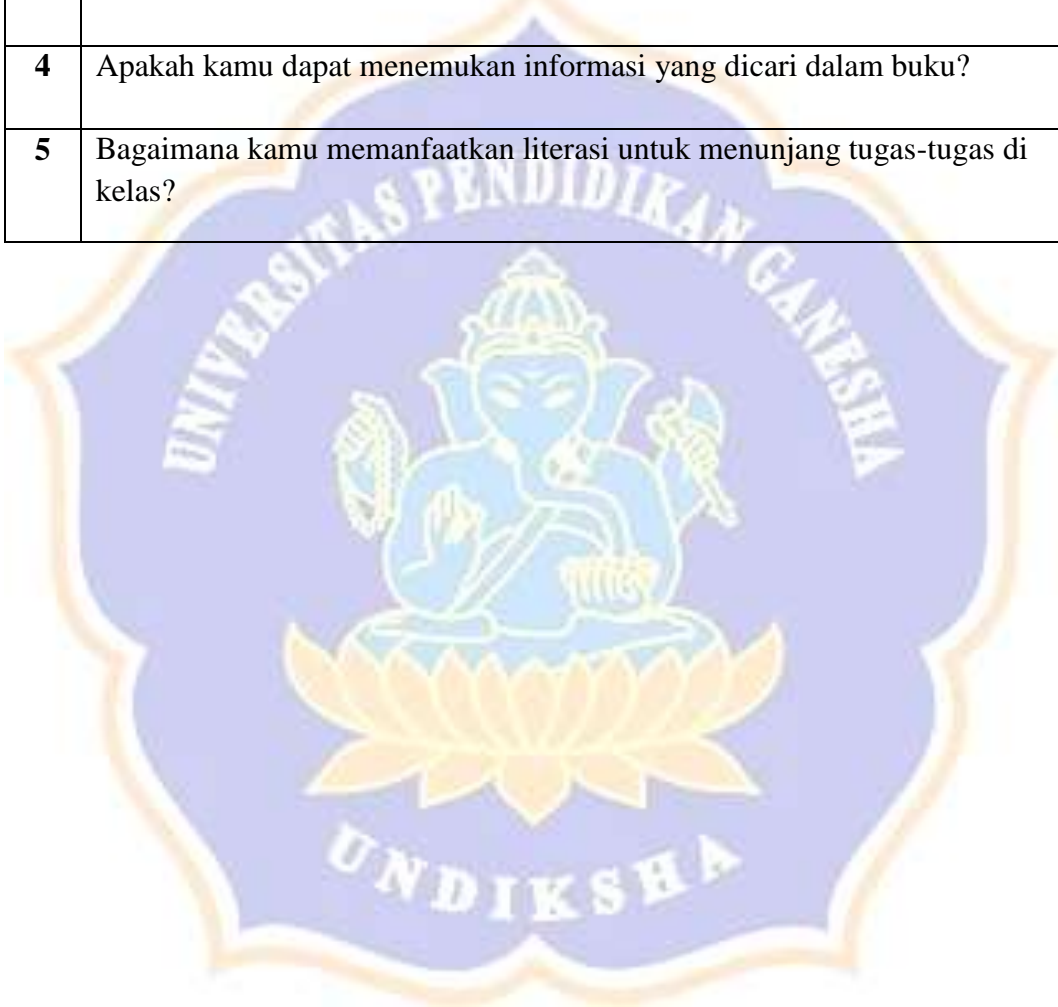 4 Apakah kamu dapat menemukan informasi yang dicari dalam buku?
5 Bagaimana kamu memanfaatkan literasi untuk menunjang tugas-tugas di
kelas?
UNIVERSITAS PENDIDIKAN GANESHA
UNDIKSHA